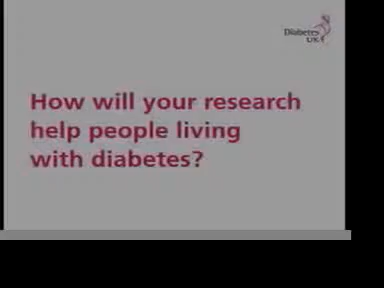 Diabetes
UK
How will your research
help people living
with diabetes?